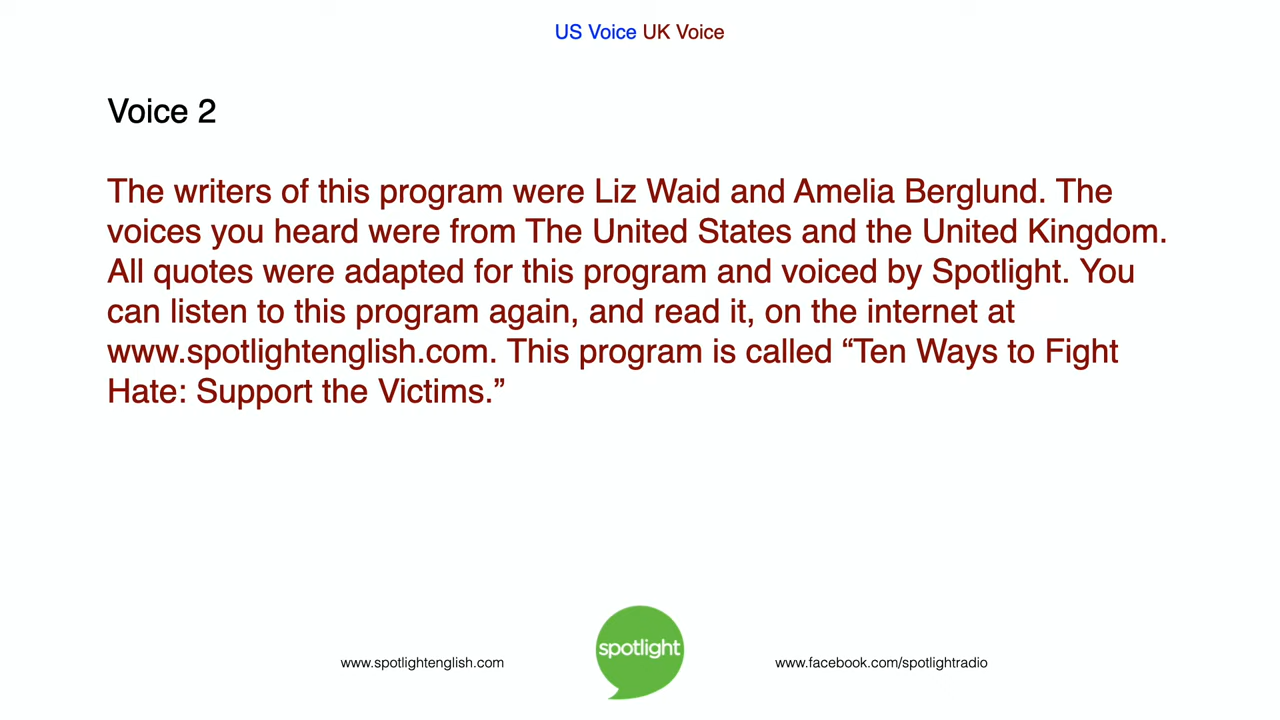 US Voice UK Voice
Voice 2
The writers of this program were Liz Waid and Amelia Berglund. The
voices you heard were from The United States and the United Kingdom.
All quotes were adapted for this program and voiced by Spotlight. You
can listen to this program again, and read it, on the internet at
www.spotlightenglish.com. This program is called “Ten Ways to Fight
Hate: Support the Victims.”
www.spotlightenglish.com
spotlight
www.facebook.com/spotlightradio